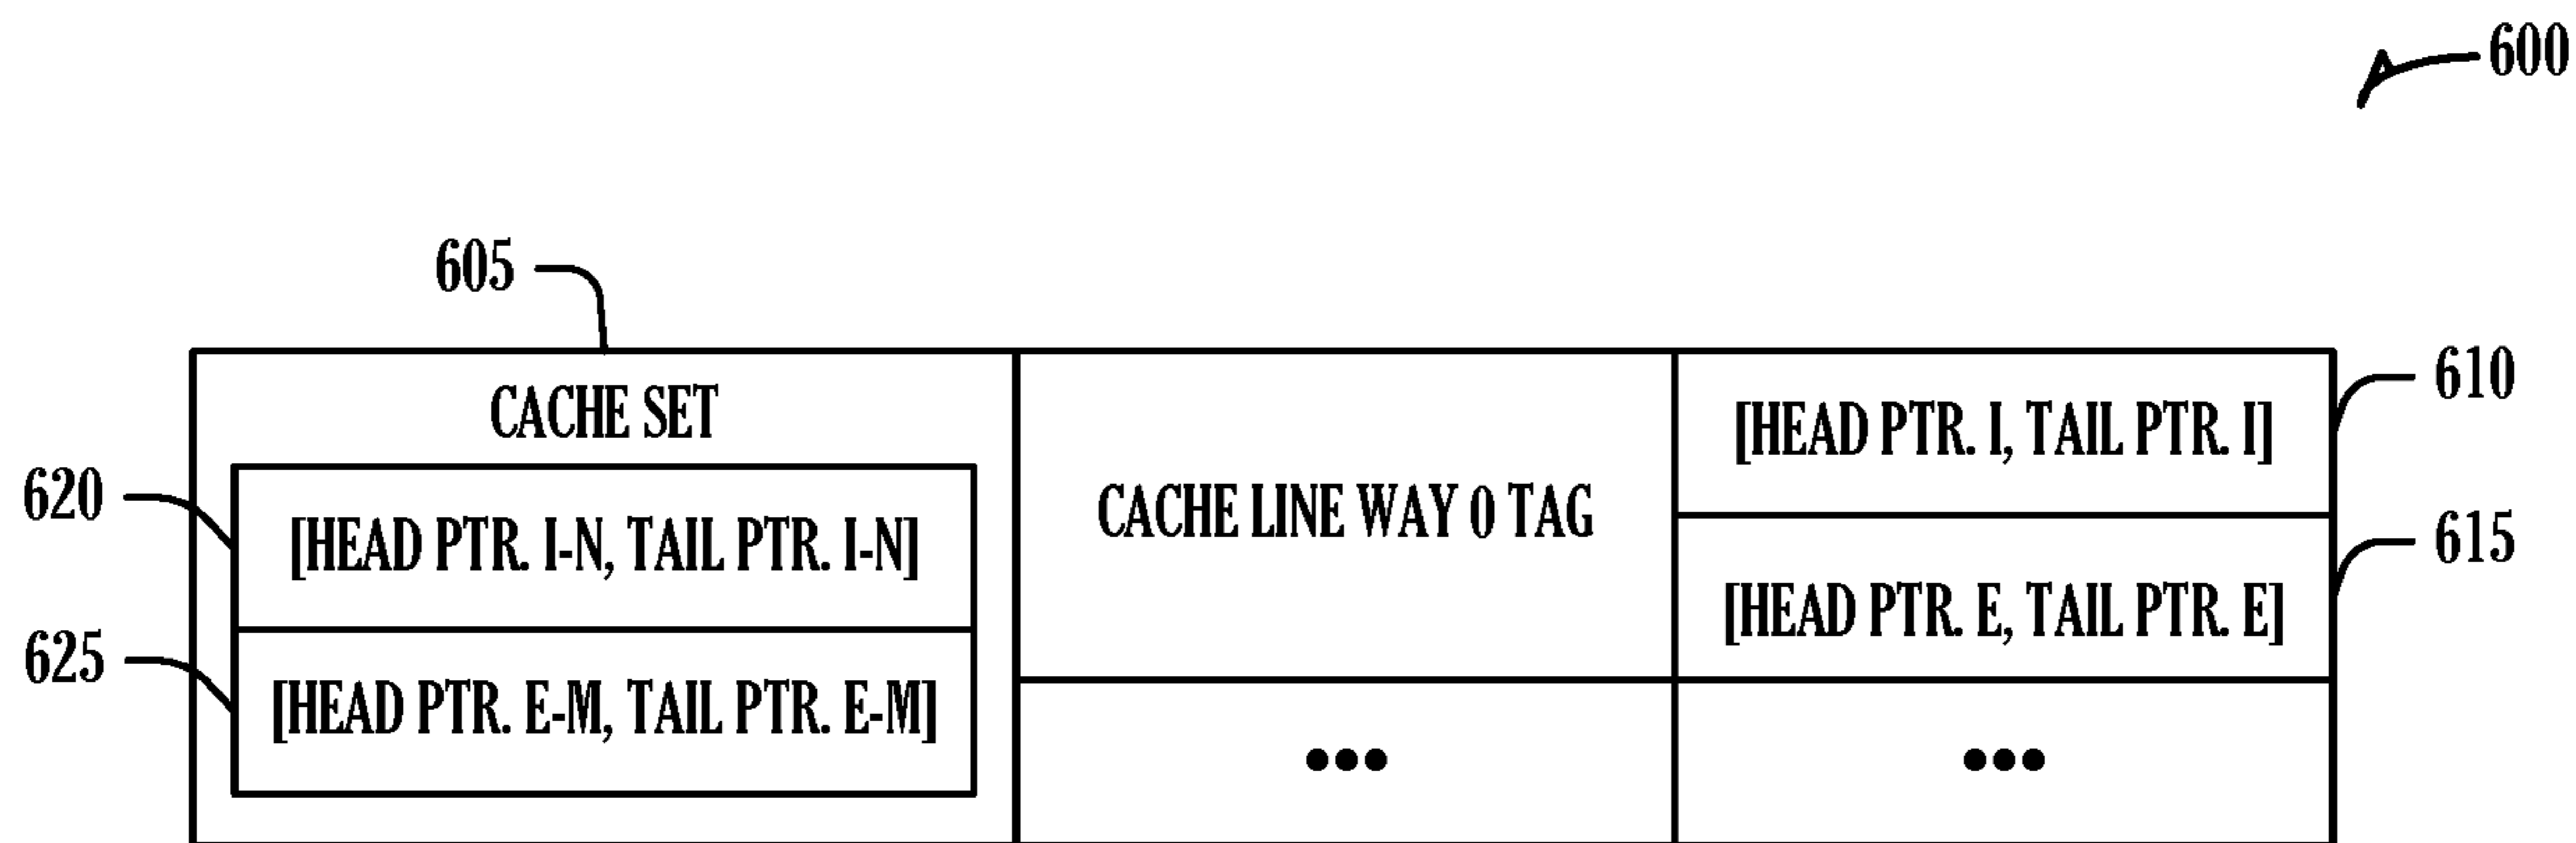 600
605
CACHE SET
620
[HEAD PTR. I-N, TAIL PTR. I-N]
625
[HEAD PTR. E-M, TAIL PTR. E-M]
CACHE LINE WAY 0 TAG
•••
[HEAD PTR. I, TAIL PTR. I]
610
[HEAD PTR. E, TAIL PTR. E]
615
•••